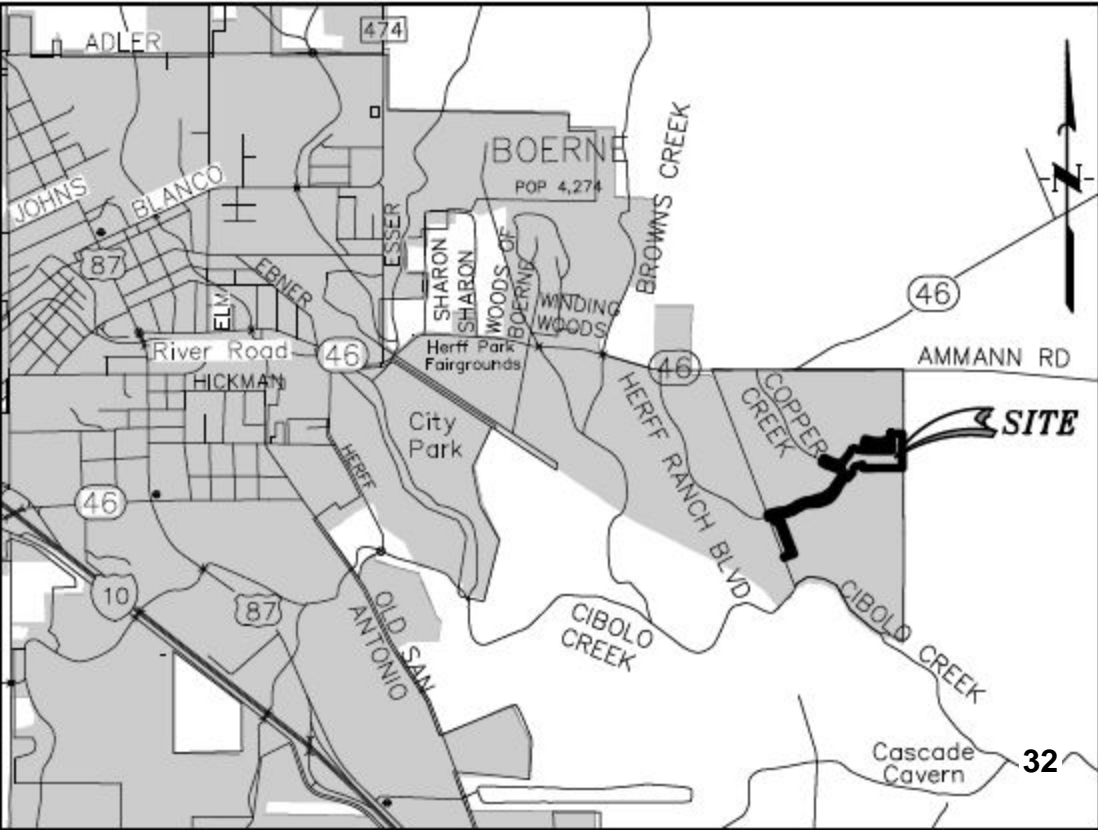 474
ADLER
BOERNE
POP 4,274
BROWNS CREEK
JOHNS
BLANCO
-N-
87
ESSER
SHARON
SHARON
WOODS OF
BOERNE
EBNER
ELM
WINDING
WOODS
46
River Road
46
Herff Park
Fairgrounds
46
AMMANN RD
HICKMAN
City
Park
HERFF
HERFF RANCH BLVD
COPPER
CREEK
SITE
46
10
87
OLD SAN
ANTONIO
CIBOLO
CREEK
CIBOLO CREEK
Cascade
Cavern
32